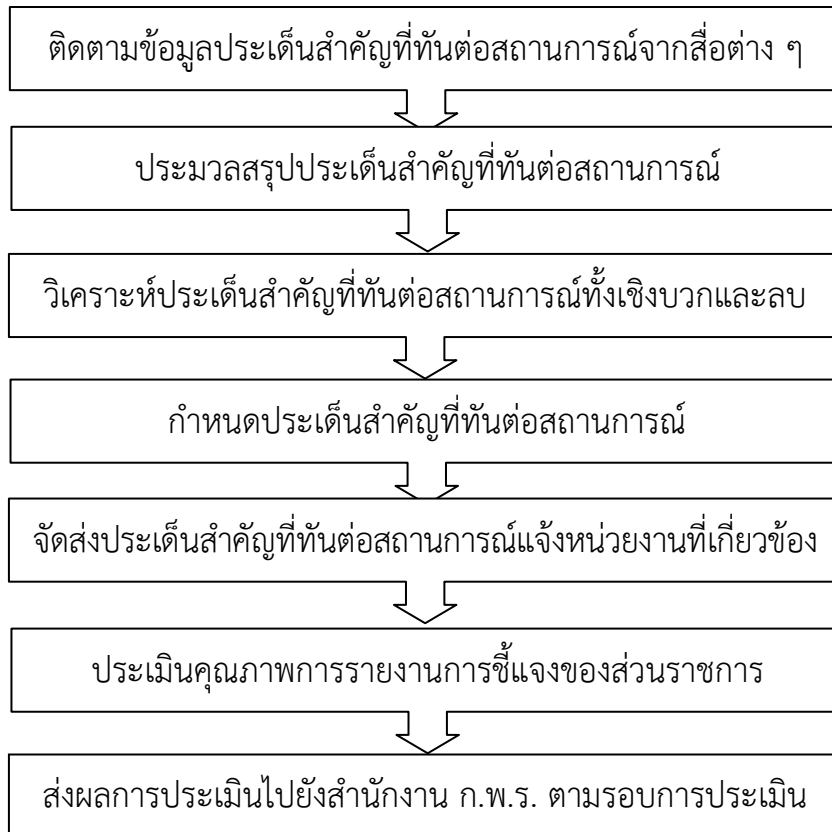 ติดตามข้อมูลประเด็นสำคัญที่ทันต่อสถานการณ์จากสื่อต่าง ๆ
ประมวลสรุปประเด็นสำคัญที่ทันต่อสถานการณ์
วิเคราะห์ประเด็นสำคัญที่ทันต่อสถานการณ์ทั้งเชิงบวกและลบ
กำหนดประเด็นสำคัญที่ทันต่อสถานการณ์
จัดส่งประเด็นสำคัญที่ทันต่อสถานการณ์แจ้งหน่วยงานที่เกี่ยวข้อง
ประเมินคุณภาพการรายงานการชี้แจงของส่วนราชการ
ส่งผลการประเมินไปยังสำนักงาน ก.พ.ร. ตามรอบการประเมิน